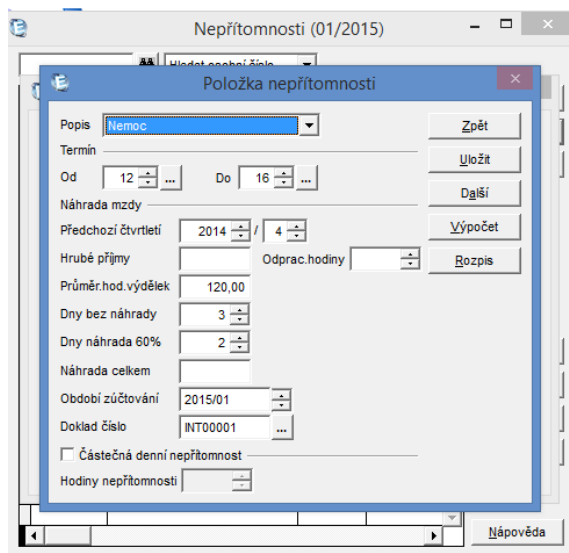 Nepřítomnosti (01/2015)
Hledat osobní číslo
Položka nepřítomnosti
Popis Nemoc Zpět
Termín Uložit
Od 12 ... Do 16 ... Další
Náhrada mzdy
Předchozí čtvrtletí 2014 / 4 Výpočet
Hrubé příjmy Odprac.hodiny Rozpis
Průměr.hod.výdělek 120,00
Dny bez náhrady 3
Dny náhrada 60% 2
Náhrada celkem
Období zúčtování 2015/01
Doklad číslo INT00001 ...
Částečná denní nepřítomnost
Hodiny nepřítomnosti
Nápověda